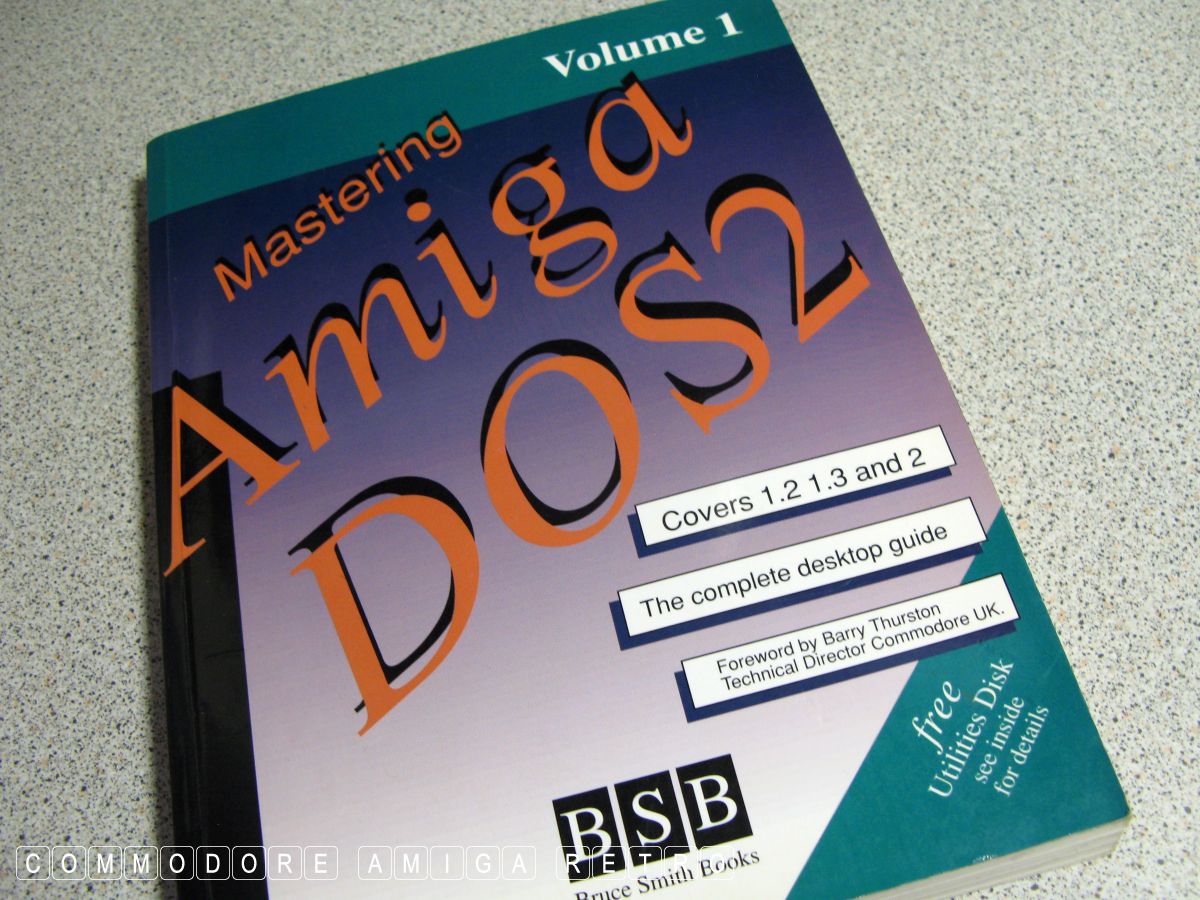 Volume 1
Mastering
Amiga
DOS2
Covers 1.2 1.3 and 2
The complete desktop guide
Foreword by Barry Thurston
Technical Director Commodore UK.
free
Utilities Disk
see inside
for details
BSB
Bruce Smith Books
COMMODORE AMIGA RETRO